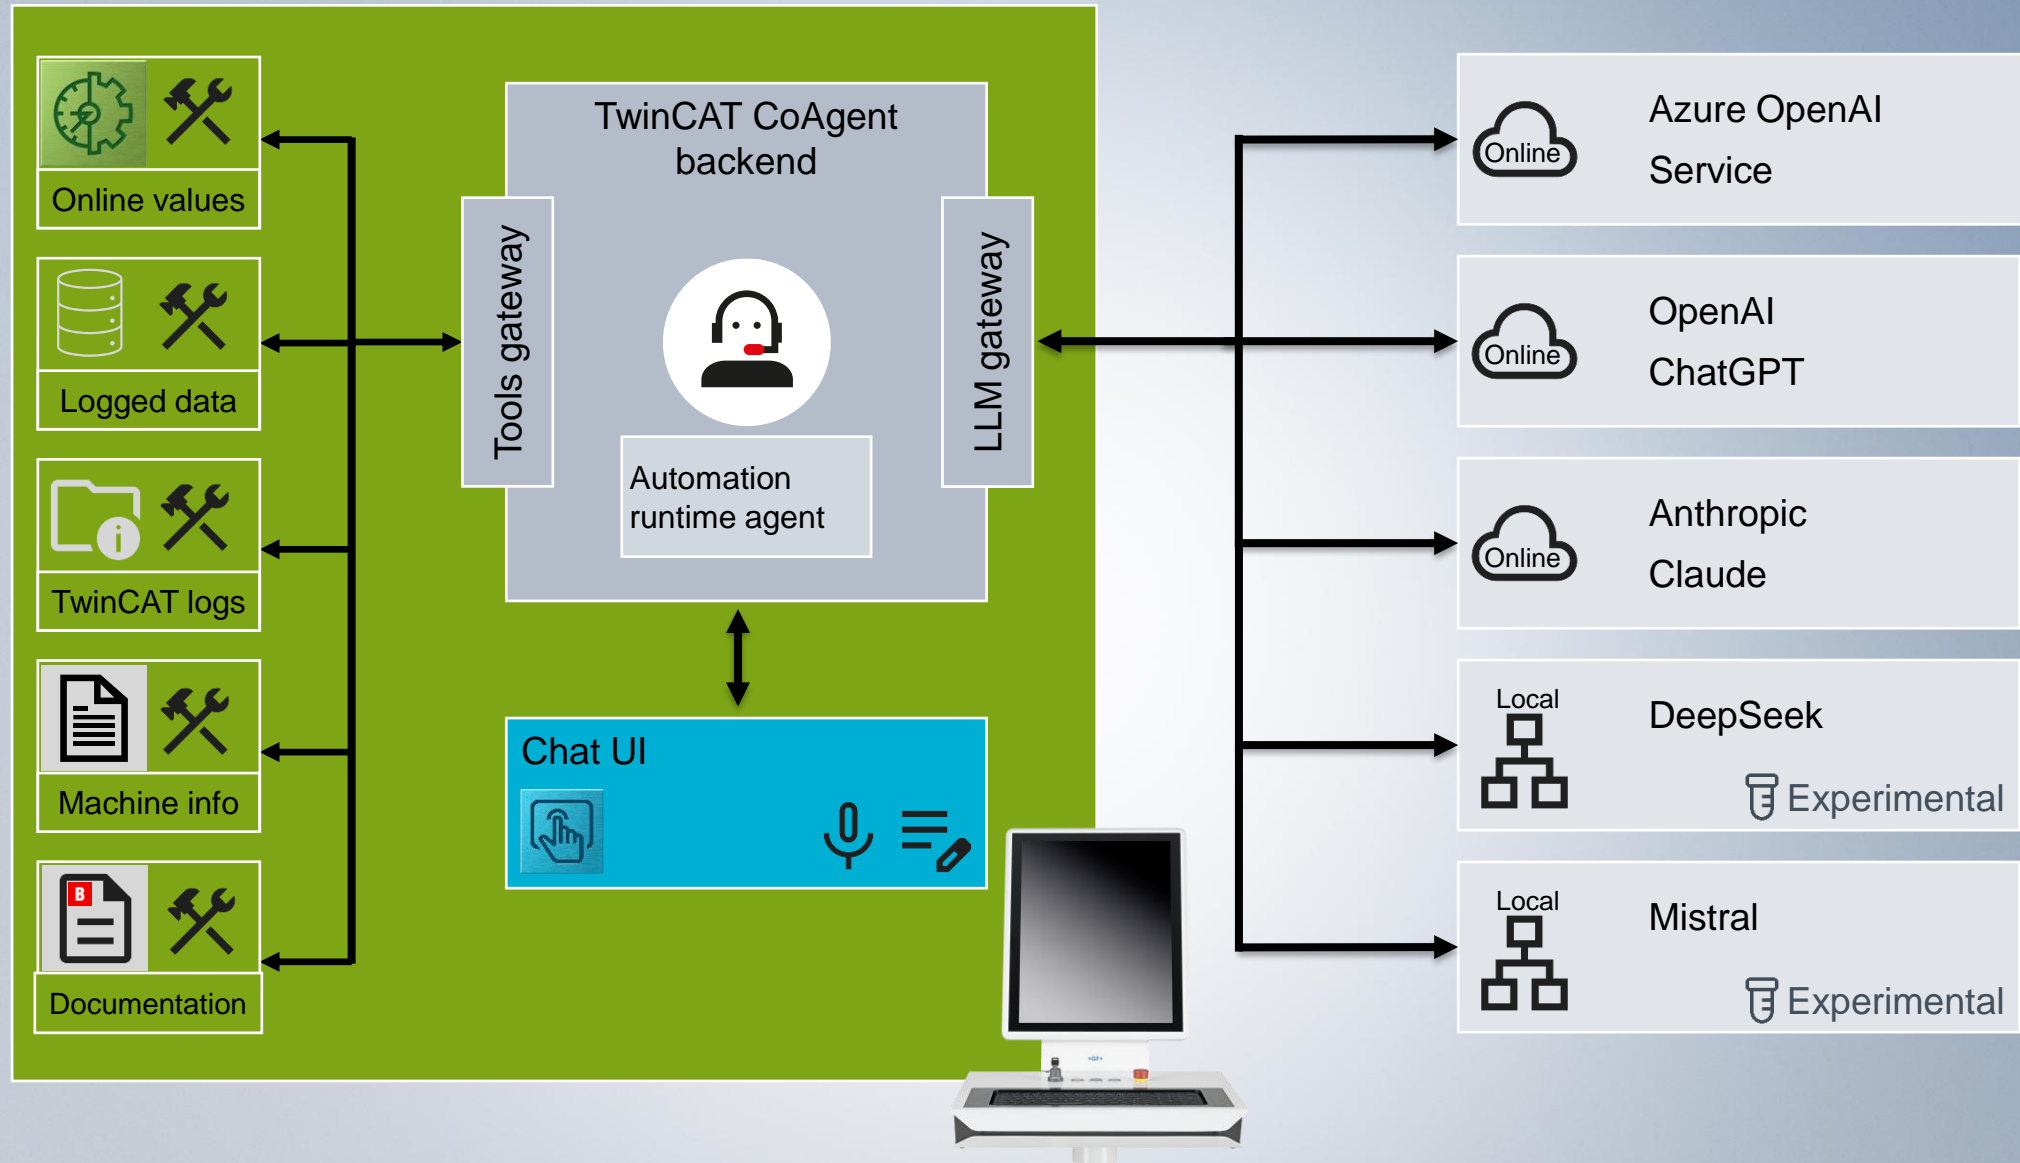 Online values
Logged data
TwinCAT logs
Machine info
B
Documentation
TwinCAT CoAgent
backend
Tools gateway
LLM gateway
Automation
runtime agent
Chat UI
+GF+
Online
Azure OpenAI
Service
Online
OpenAI
ChatGPT
Online
Anthropic
Claude
Local
DeepSeek
Experimental
Local
Mistral
Experimental